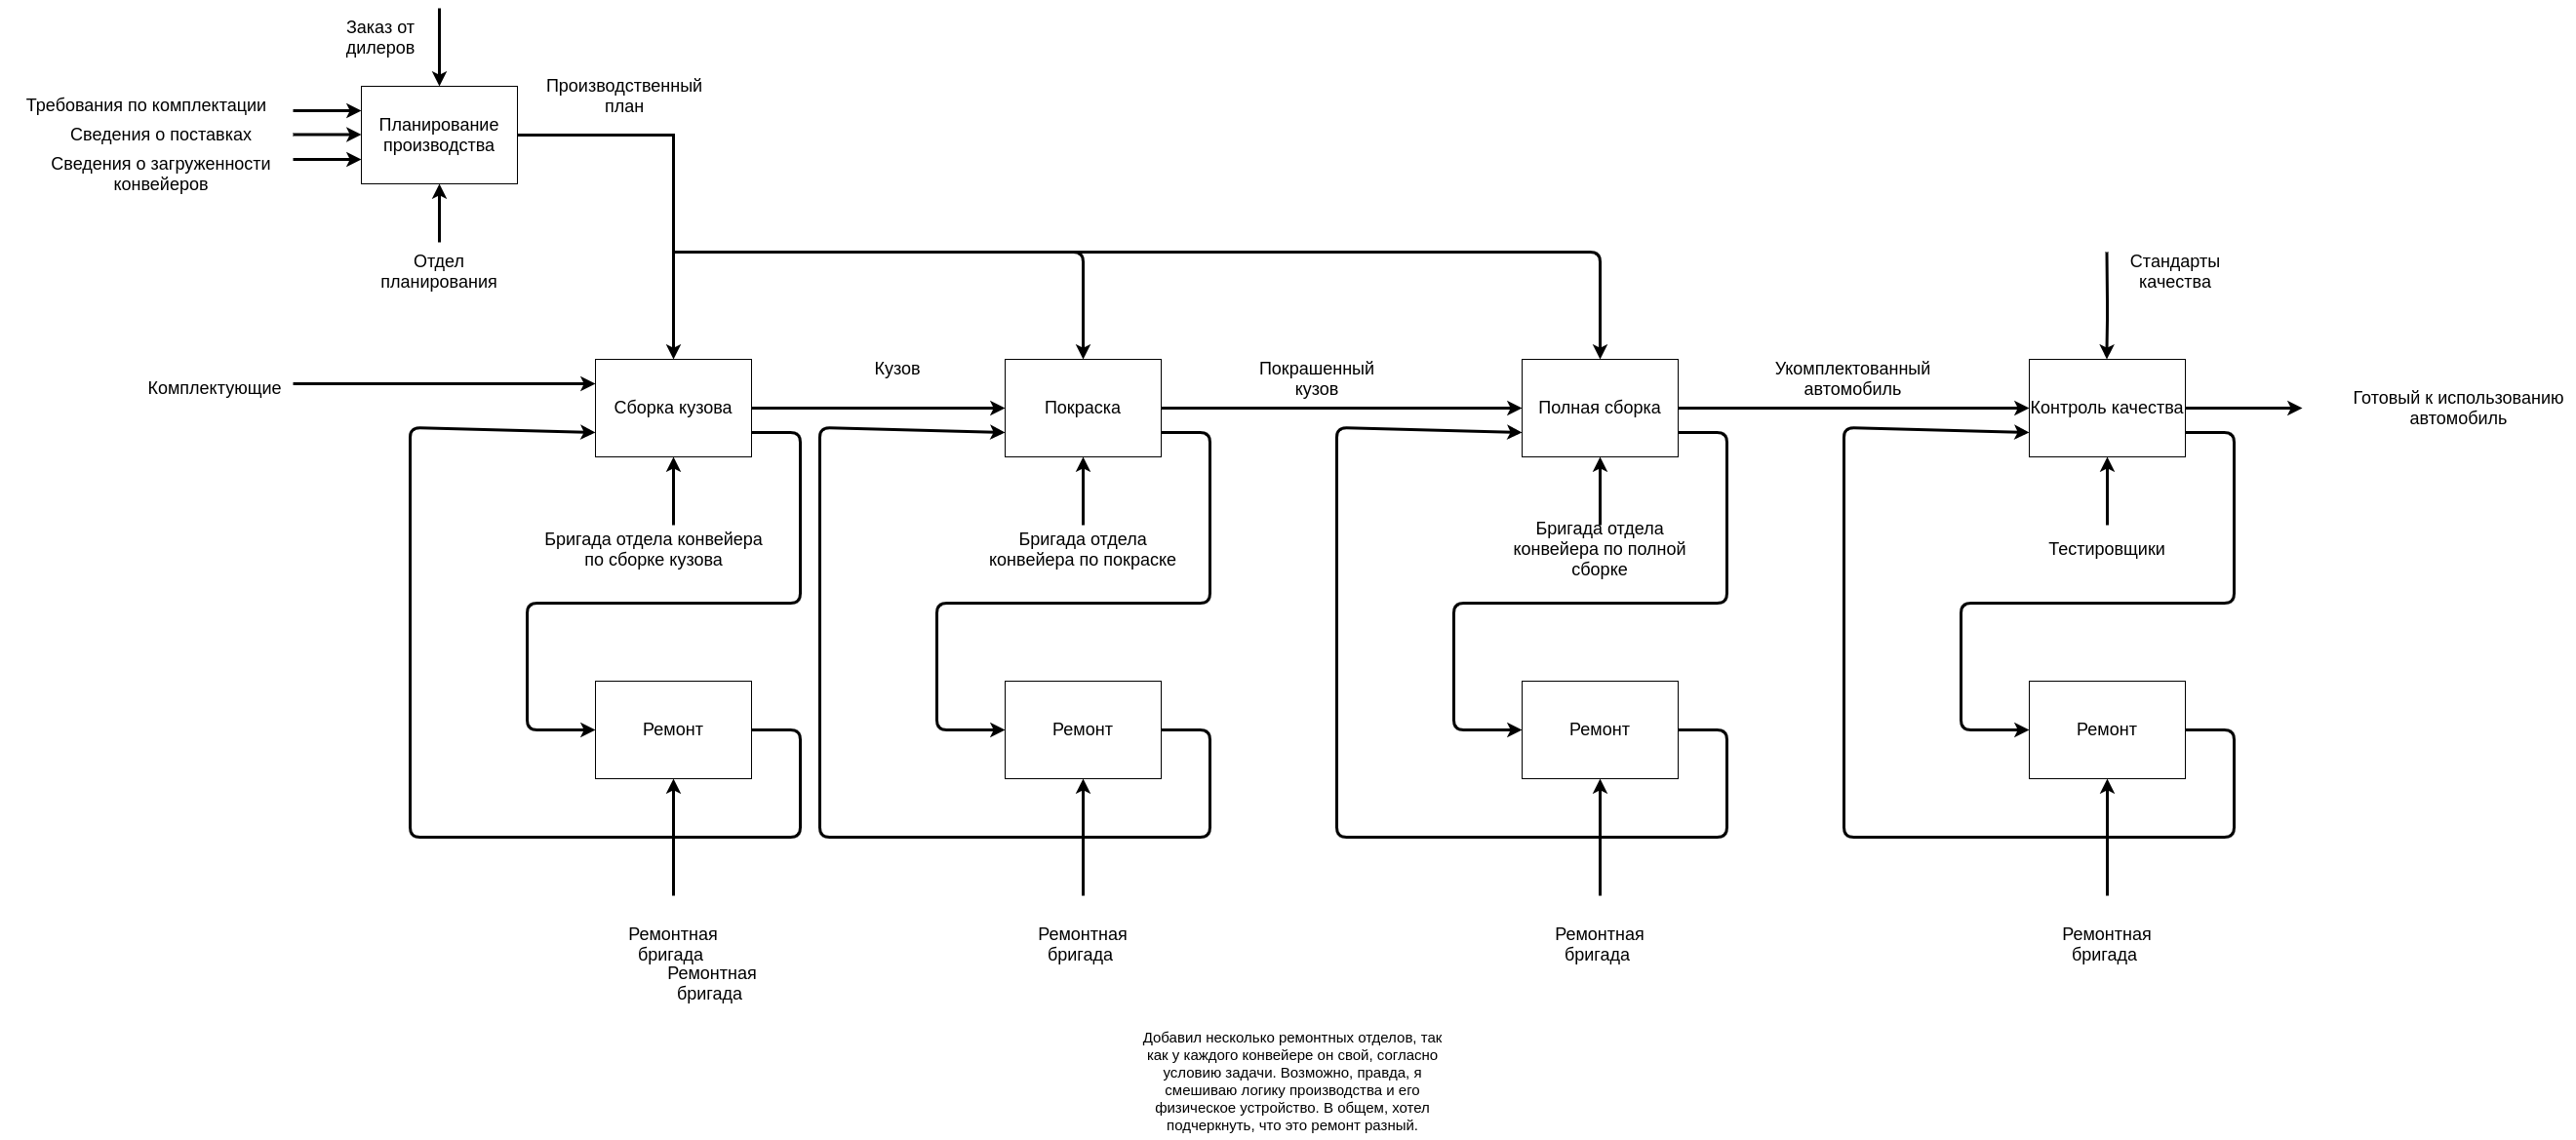 Заказ от
дилеров
Производственный
план
Требования по комплектации
Сведения о поставках
Сведения о загруженности
конвейеров
Планирование
производства
Отдел
планирования
Стандарты
качества
Комплектующие
Сборка кузова
Кузов
Покраска
Покрашенный
кузов
Полная сборка
Укомплектованный
автомобиль
Контроль качества
Готовый к использованию
автомобиль
Бригада отдела конвейера
по сборке кузова
Бригада отдела
конвейера по покраске
Бригада отдела
конвейера по полной
сборке
Тестировщики
Ремонт
Ремонт
Ремонт
Ремонт
Ремонтная
бригада
Ремонтная
бригада
Ремонтная
бригада
Ремонтная
бригада
Ремонтная
бригада
Добавил несколько ремонтных отделов, так
как у каждого конвейере он свой, согласно
условию задачи. Возможно, правда, я
смешиваю логику производства и его
физическое устройство. В общем, хотел
подчеркнуть, что это ремонт разный.